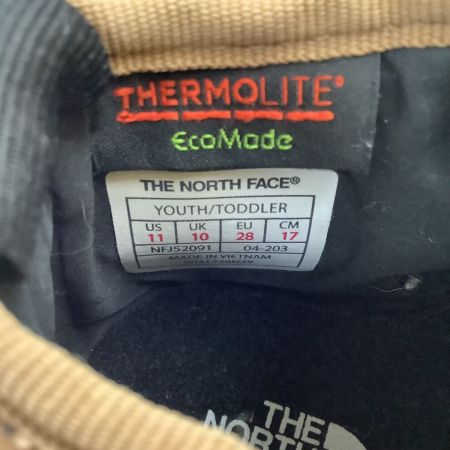 THERMOLITE®
EcoMade
THE NORTH FACE®
YOUTH/TODDLER
US UK EU CM
11 10 28 17
NFJ52091 04-203
MADE IN VIETNAM
THE
NORTH